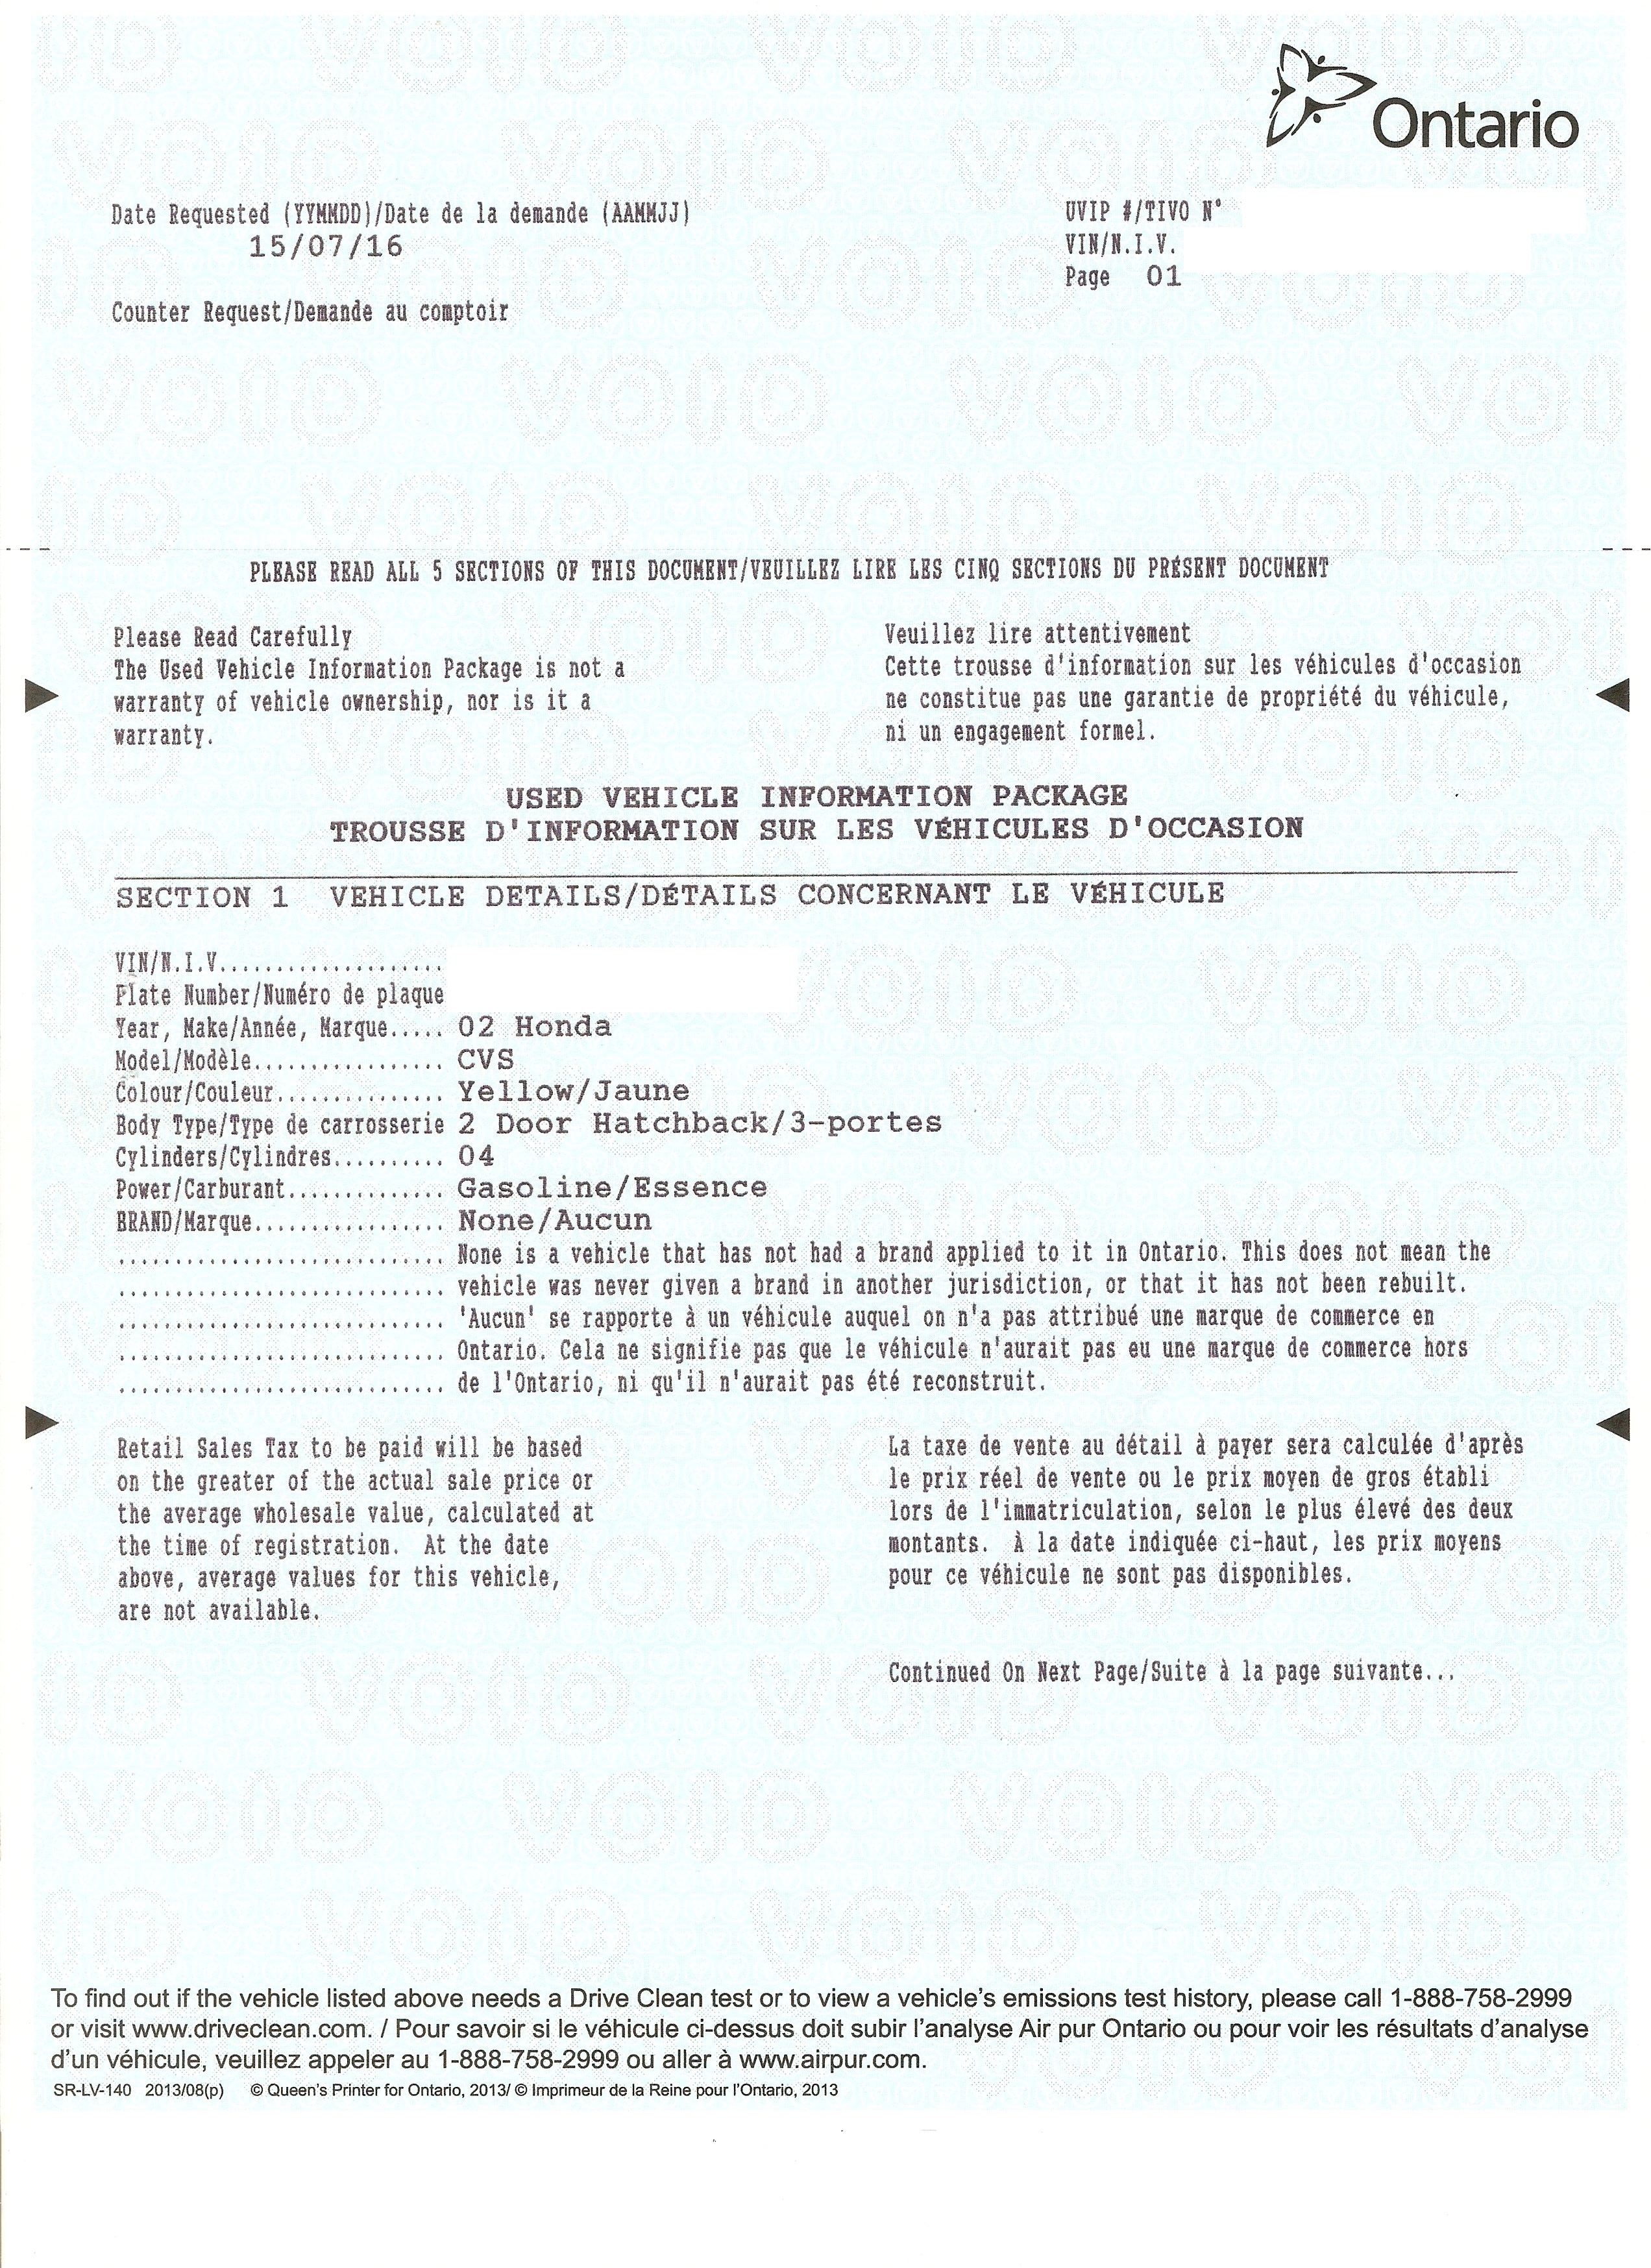 Ontario
Date Requested (YYMMDD)/Date de la demande (AAMMJJ)
15/07/16
UVIP #/TIVO N°
VIN/N.I.V.
Page 01
Counter Request/Demande au comptoir
PLEASE READ ALL 5 SECTIONS OF THIS DOCUMENT/VEUILLEZ LIRE LES CINQ SECTIONS DU PRÉSENT DOCUMENT
Please Read Carefully
The Used Vehicle Information Package is not a
warranty of vehicle ownership, nor is it a
warranty.
Veuillez lire attentivement
Cette trousse d'information sur les véhicules d'occasion
ne constitue pas une garantie de propriété du véhicule,
ni un engagement formel.
USED VEHICLE INFORMATION PACKAGE
TROUSSE D'INFORMATION SUR LES VÉHICULES D'OCCASION
SECTION 1 VEHICLE DETAILS/DÉTAILS CONCERNANT LE VÉHICULE
VIN/N.I.V....................
Plate Number/Numéro de plaque
Year, Make/Année, Marque..... 02 Honda
Model/Modèle................. CVS
Colour/Couleur............... Yellow/Jaune
Body Type/Type de carrosserie 2 Door Hatchback/3-portes
Cylinders/Cylindres.......... 04
Power/Carburant.............. Gasoline/Essence
BRAND/Marque................. None/Aucun
............................. None is a vehicle that has not had a brand applied to it in Ontario. This does not mean the
............................. vehicle was never given a brand in another jurisdiction, or that it has not been rebuilt.
............................. 'Aucun' se rapporte à un véhicule auquel on n'a pas attribué une marque de commerce en
............................. Ontario. Cela ne signifie pas que le véhicule n'aurait pas eu une marque de commerce hors
............................. de l'Ontario, ni qu'il n'aurait pas été reconstruit.
Retail Sales Tax to be paid will be based
on the greater of the actual sale price or
the average wholesale value, calculated at
the time of registration. At the date
above, average values for this vehicle,
are not available.
La taxe de vente au détail à payer sera calculée d'après
le prix réel de vente ou le prix moyen de gros établi
lors de l'immatriculation, selon le plus élevé des deux
montants. À la date indiquée ci-haut, les prix moyens
pour ce véhicule ne sont pas disponibles.
Continued On Next Page/Suite à la page suivante...
To find out if the vehicle listed above needs a Drive Clean test or to view a vehicle's emissions test history, please call 1-888-758-2999
or visit www.driveclean.com. / Pour savoir si le véhicule ci-dessus doit subir l'analyse Air pur Ontario ou pour voir les résultats d'analyse
d'un véhicule, veuillez appeler au 1-888-758-2999 ou aller à www.airpur.com.
SR-LV-140 2013/08(p) © Queen's Printer for Ontario, 2013/ © Imprimeur de la Reine pour l'Ontario, 2013